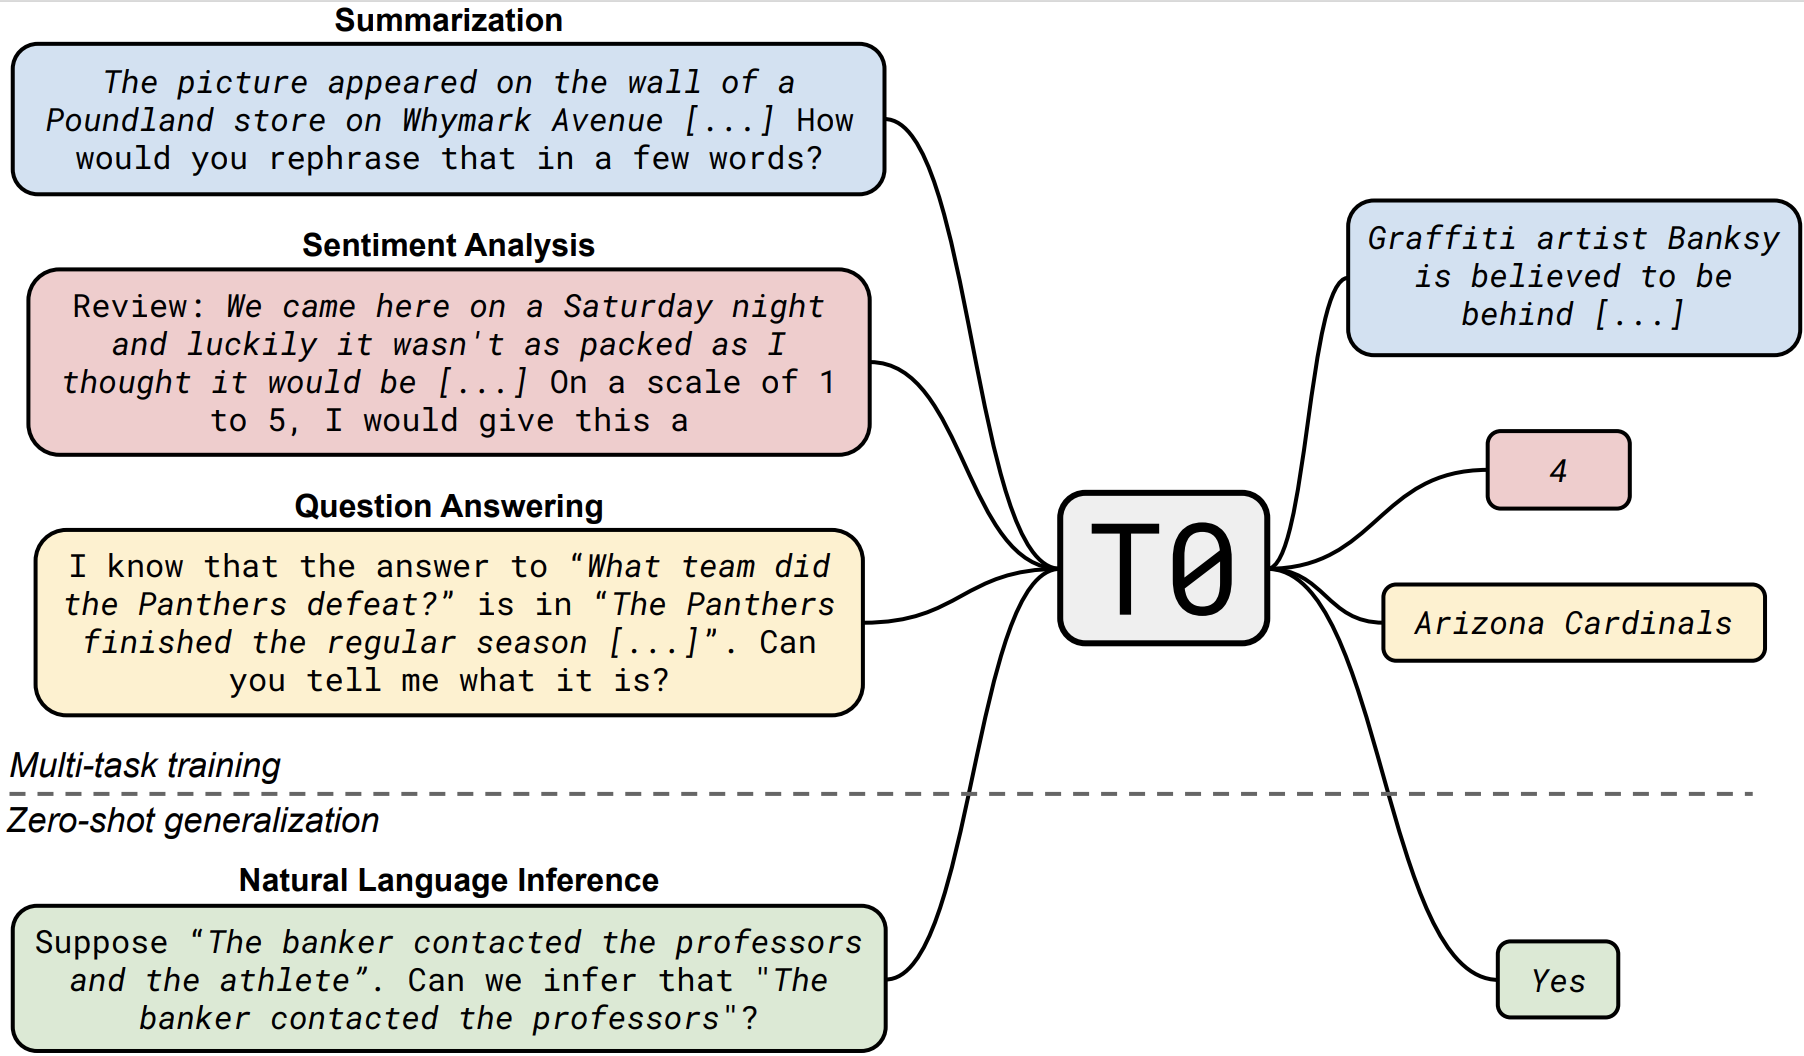 Summarization
The picture appeared on the wall of a
Poundland store on Whymark Avenue [...] How
would you rephrase that in a few words?
Sentiment Analysis
Review: We came here on a Saturday night
and luckily it wasn't as packed as I
thought it would be [...] On a scale of 1
to 5, I would give this a
Question Answering
I know that the answer to “What team did
the Panthers defeat?” is in “The Panthers
finished the regular season [...]”. Can
you tell me what it is?
Multi-task training
Zero-shot generalization
Natural Language Inference
Suppose “The banker contacted the professors
and the athlete”. Can we infer that "The
banker contacted the professors"?
T0
Graffiti artist Banksy
is believed to be
behind [...]
4
Arizona Cardinals
Yes